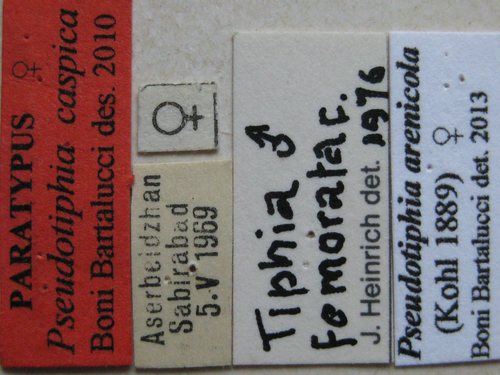 PARATYPUS ♀
Pseudotiphia caspica
Boni Bartalucci des. 2010
♀
Aserbeidzhan
Sabirabad
5.V 1969
Tiphia ♂
Femorata c.
J. Heinrich det. 1976
Pseudotiphia arenicola
(Kohl 1889) ♀
Boni Bartalucci det. 2013